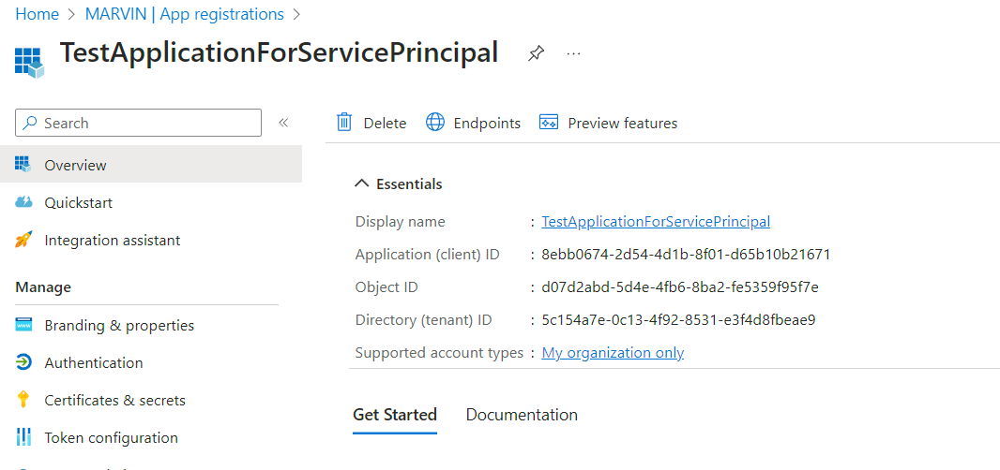 Home > MARVIN | App registrations >
TestApplicationForServicePrincipal ...
Search «
Delete Endpoints Preview features
Overview
Quickstart
Integration assistant
Manage
Branding & properties
Authentication
Certificates & secrets
Token configuration
Essentials
Display name : TestApplicationForServicePrincipal
Application (client) ID : 8ebb0674-2d54-4d1b-8f01-d65b10b21671
Object ID : d07d2abd-5d4e-4fb6-8ba2-fe5359f95f7e
Directory (tenant) ID : 5c154a7e-0c13-4f92-8531-e3f4d8fbeae9
Supported account types : My organization only
Get Started Documentation